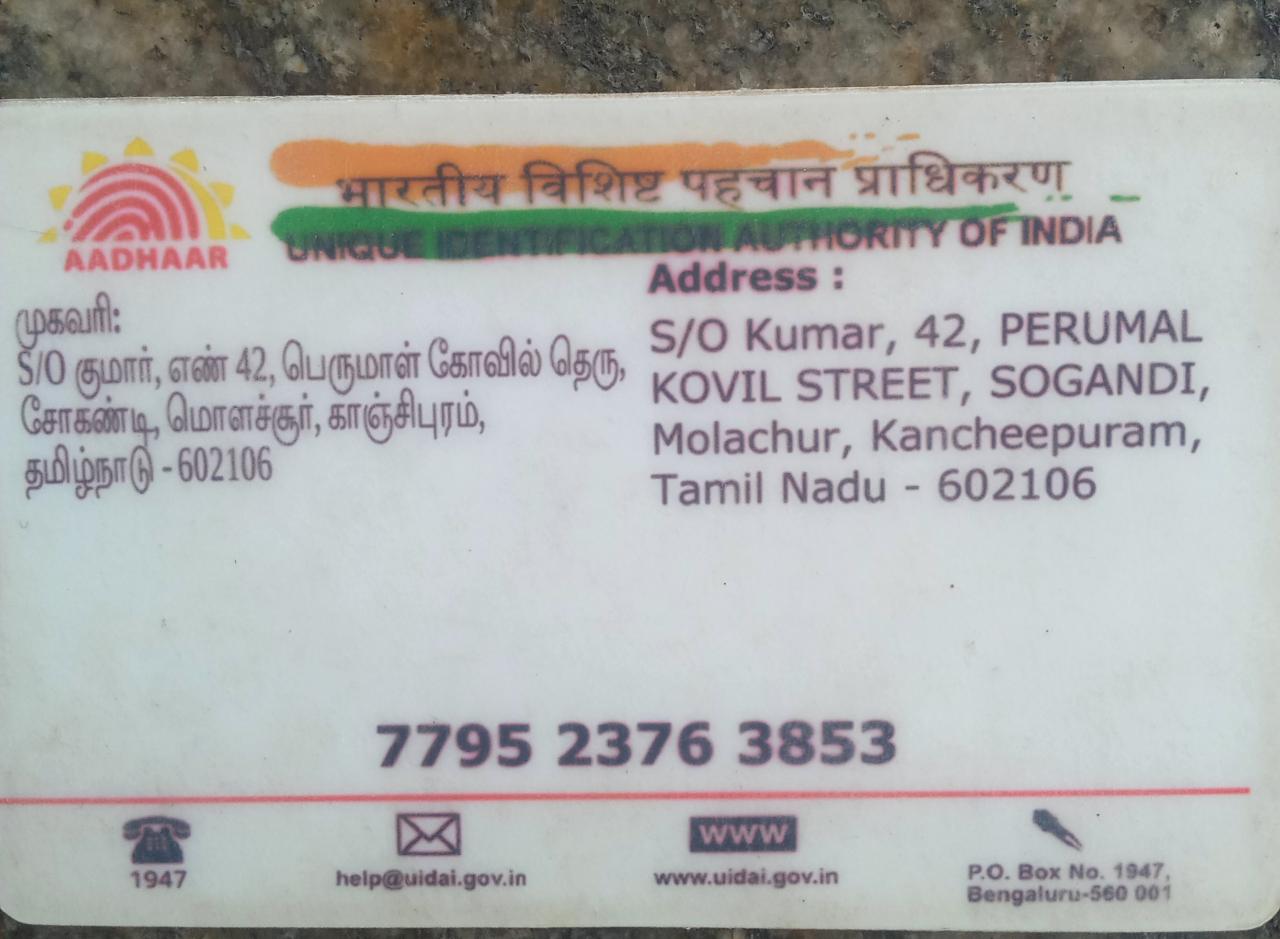 भारतीय विशिष्ट पहचान प्राधिकरण
UNIQUE IDENTIFICATION AUTHORITY OF INDIA
AADHAAR
முகவரி:
S/O குமார், எண் 42, பெருமாள் கோவில் தெரு,
சோகண்டி, மொளச்சூர், காஞ்சிபுரம்,
தமிழ்நாடு - 602106
Address :
S/O Kumar, 42, PERUMAL
KOVIL STREET, SOGANDI,
Molachur, Kancheepuram,
Tamil Nadu - 602106
7795 2376 3853
1947
help@uidai.gov.in
WWW
www.uidai.gov.in
P.O. Box No. 1947,
Bengaluru-560 001